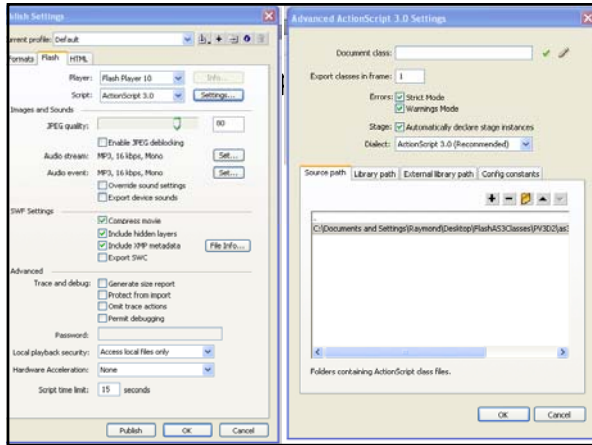 blish Settings
urrent profile: Default
ormats Flash HTML
Player: Flash Player 10 Info...
Script: ActionScript 3.0 Settings...
Images and Sounds
JPEG quality: 80
Enable JPEG deblocking
Audio stream: MP3, 16 kbps, Mono Set...
Audio event: MP3, 16 kbps, Mono Set...
Override sound settings
Export device sounds
SWF Settings
Compress movie
Include hidden layers
Include XMP metadata File Info...
Export SWC
Advanced
Trace and debug: Generate size report
Protect from import
Omit trace actions
Permit debugging
Password:
Local playback security: Access local files only
Hardware Acceleration: None
Script time limit: 15 seconds
Publish OK Cancel
Advanced ActionScript 3.0 Settings
Document class:
Export classes in frame: 1
Errors: Strict Mode
Warnings Mode
Stage: Automatically declare stage instances
Dialect: ActionScript 3.0 (Recommended)
Source path Library path External library path Config constants
.
C:\Documents and Settings\Raymond\Desktop\FlashAS3Classes\PV3D2\as3
Folders containing ActionScript class files.
OK Cancel